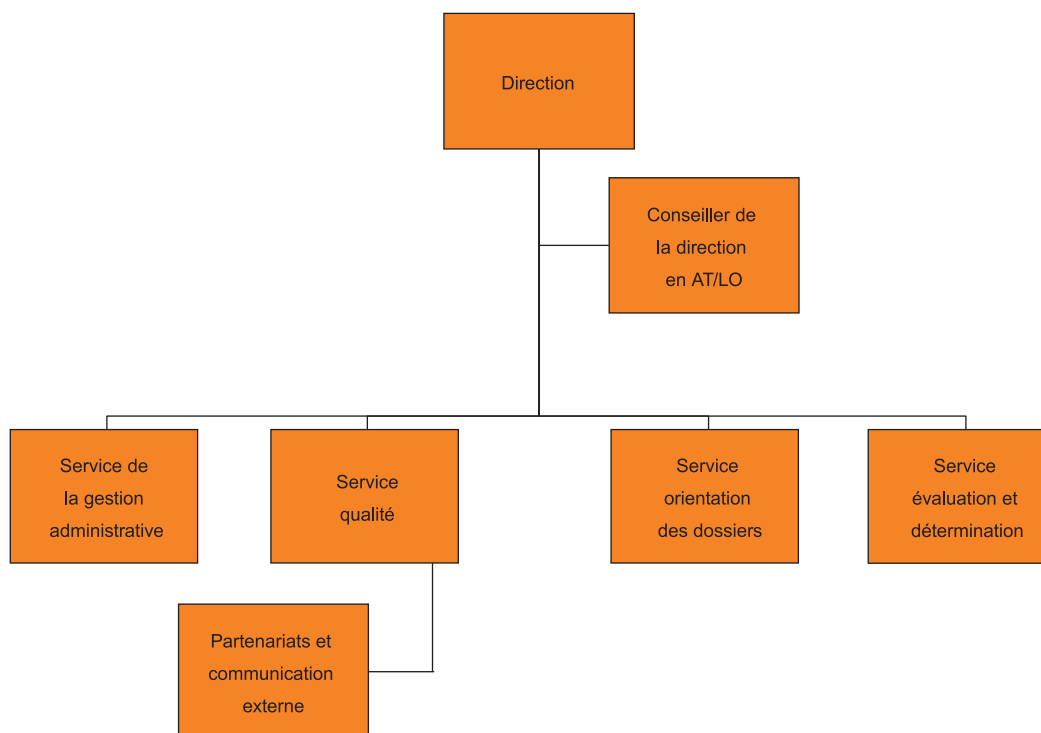 Direction
Conseiller de
la direction
en AT/LO
Service de
la gestion
administrative
Service
qualité
Service
orientation
des dossiers
Service
évaluation et
détermination
Partenariats et
communication
externe